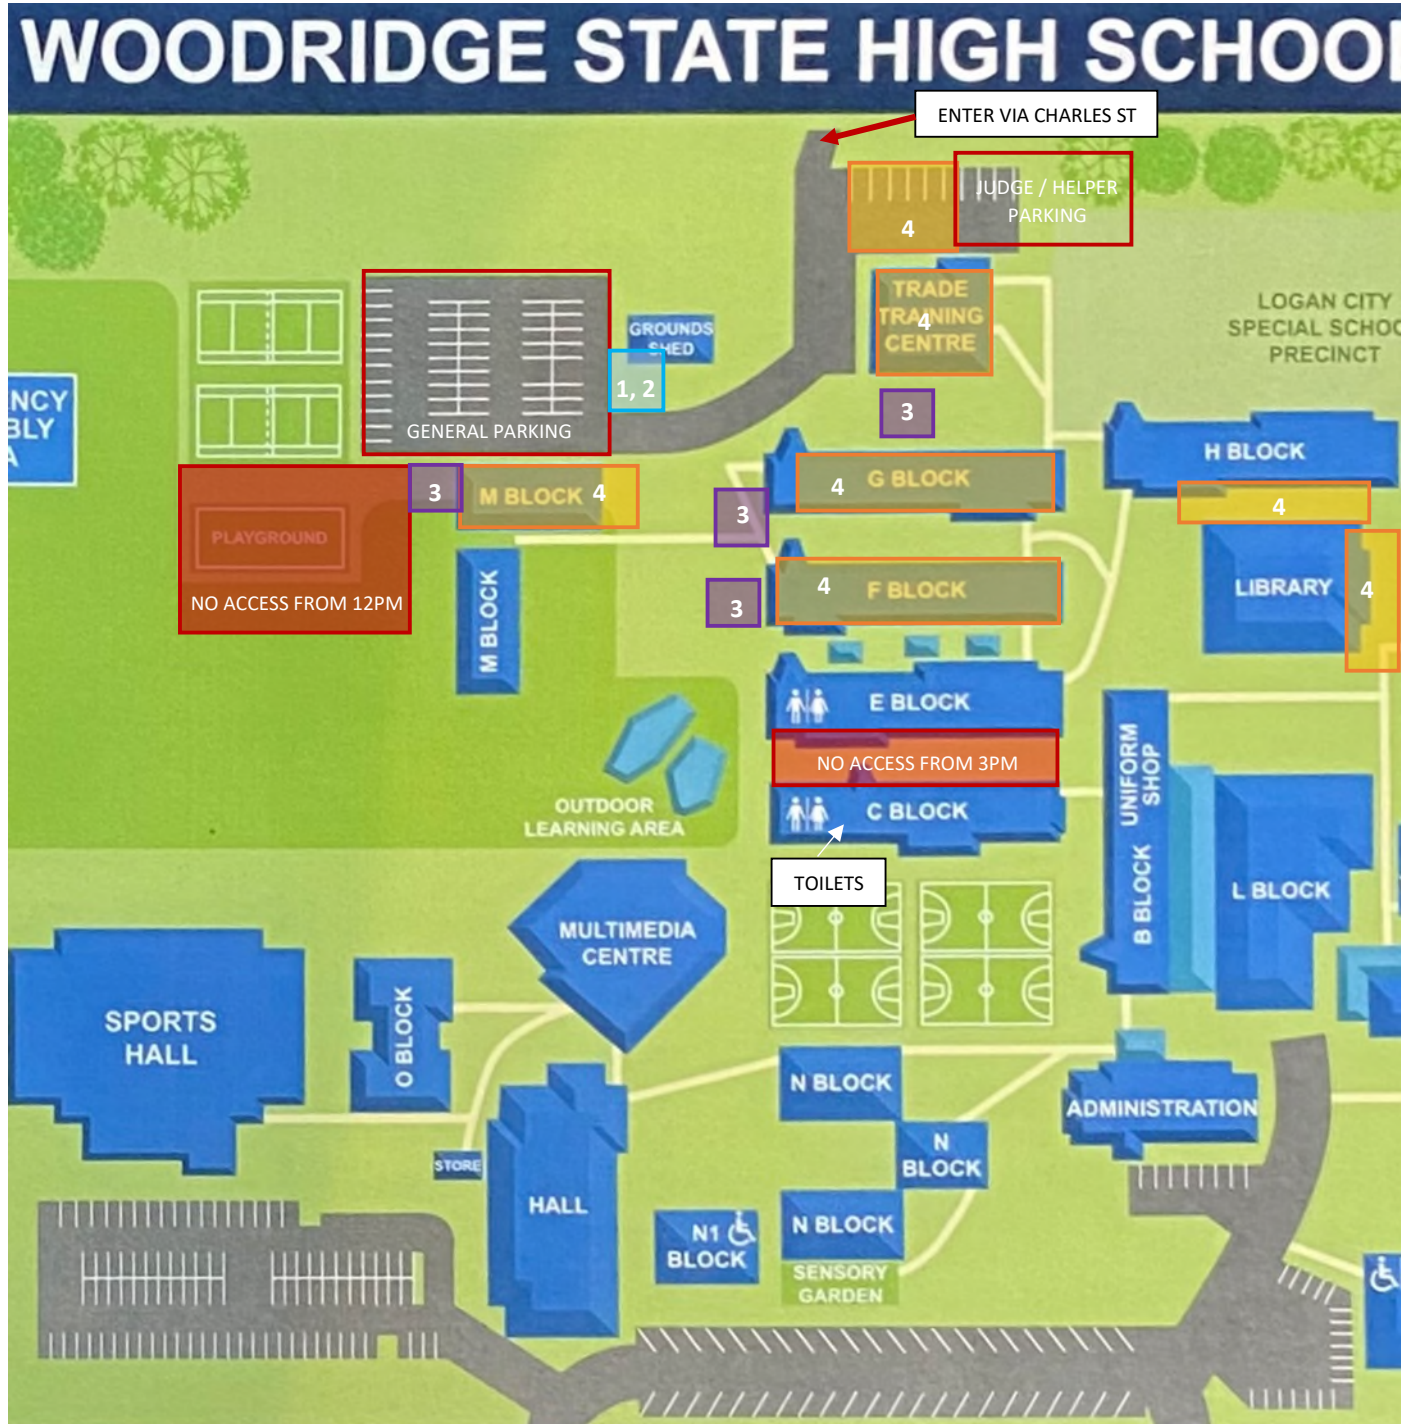 WOODRIDGE STATE HIGH SCHOOL
ENTER VIA CHARLES ST
JUDGE / HELPER
PARKING
4
TRADE
TRAINING
CENTRE
4
LOGAN CITY
SPECIAL SCHOO
PRECINCT
GROUNDS
SHED
1, 2
GENERAL PARKING
3
NCY
BLY
A
H BLOCK
3
M BLOCK
4
4
G BLOCK
4
3
PLAYGROUND
NO ACCESS FROM 12PM
M BLOCK
3
4
F BLOCK
LIBRARY
4
E BLOCK
NO ACCESS FROM 3PM
C BLOCK
TOILETS
OUTDOOR
LEARNING AREA
B BLOCK UNIFORM
SHOP
L BLOCK
MULTIMEDIA
CENTRE
SPORTS
HALL
O BLOCK
N BLOCK
ADMINISTRATION
N
BLOCK
STORE
HALL
N1
BLOCK
N BLOCK
SENSORY
GARDEN